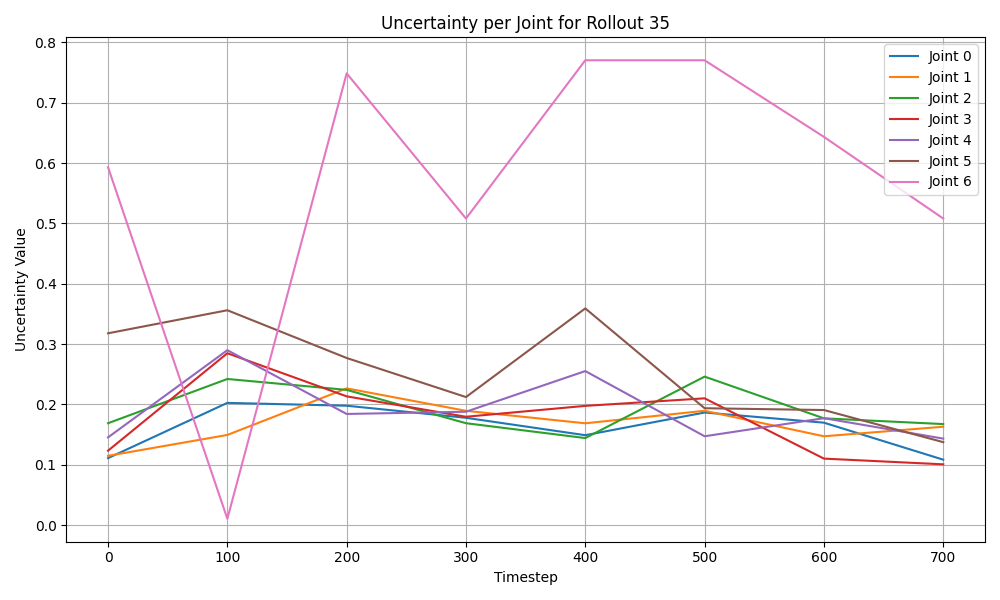 Uncertainty per Joint for Rollout 35
Uncertainty Value
0.8
0.7
0.6
0.5
0.4
0.3
0.2
0.1
0.0
Joint 0
Joint 1
Joint 2
Joint 3
Joint 4
Joint 5
Joint 6
0 100 200 300 400 500 600 700
Timestep